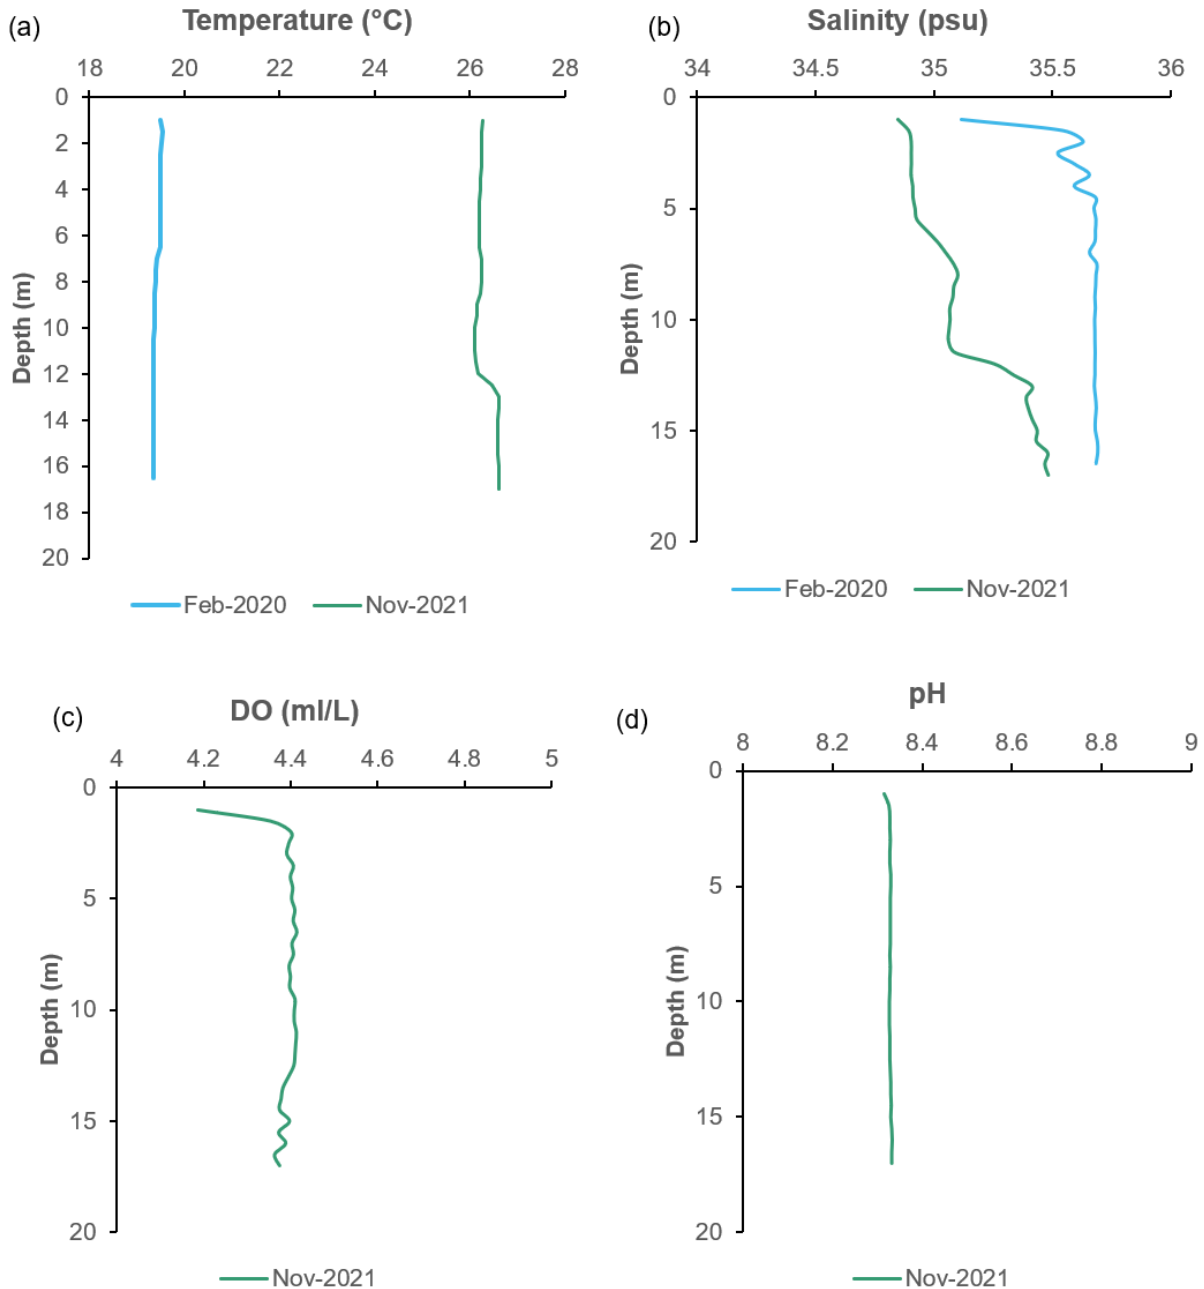 (a) Temperature (°C)
18 20 22 24 26 28
0
2
4
6
8
10
12
14
16
18
20
Depth (m)
Feb-2020 Nov-2021
(b) Salinity (psu)
34 34.5 35 35.5 36
0
5
10
15
20
Depth (m)
Feb-2020 Nov-2021
(c) DO (ml/L)
4 4.2 4.4 4.6 4.8 5
0
5
10
15
20
Depth (m)
Nov-2021
(d) pH
8 8.2 8.4 8.6 8.8 9
0
5
10
15
20
Depth (m)
Nov-2021